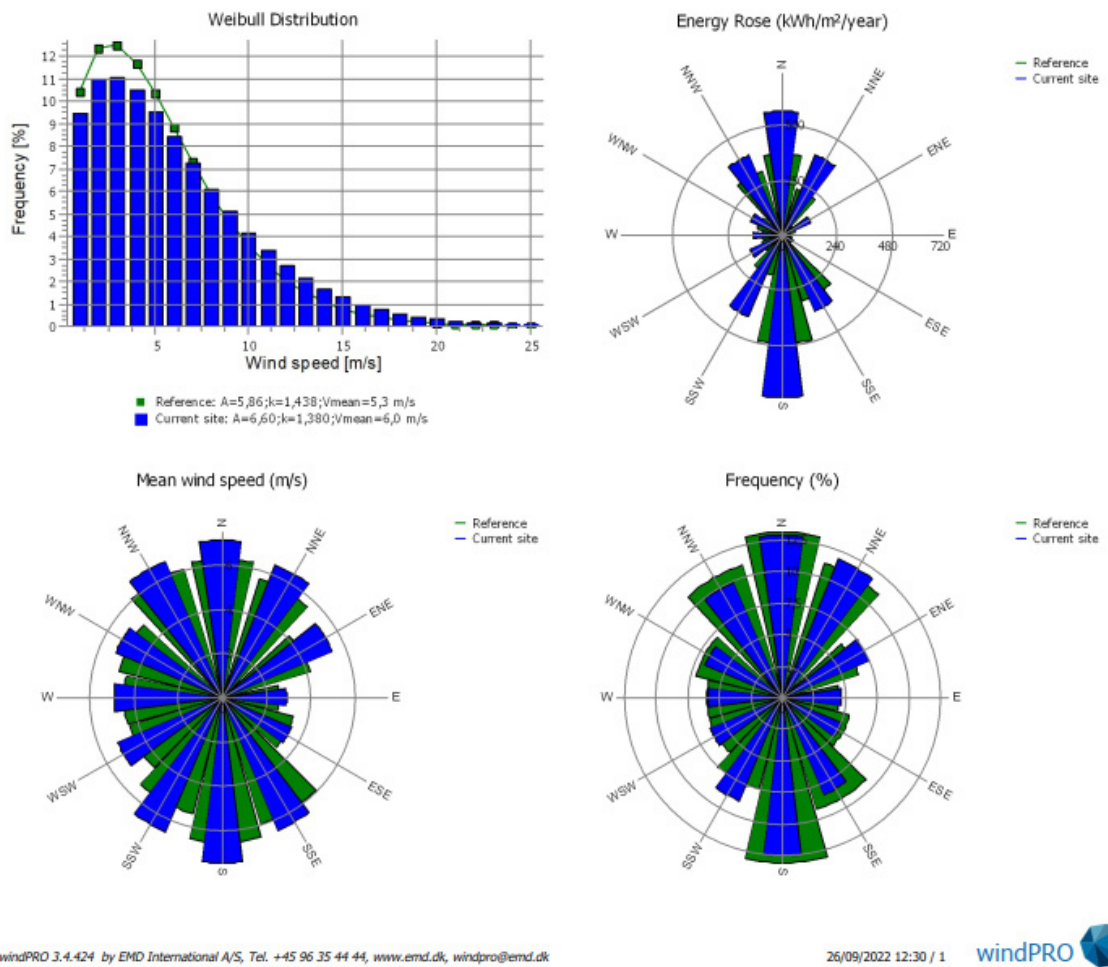 Weibull Distribution
Frequency [%]
12
11
10
9
8
7
6
5
4
3
2
1
0
5
10
15
20
25
Wind speed [m/s]
Reference: A=5,86;k=1,438;Vmean=5,3 m/s
Current site: A=6,60;k=1,380;Vmean=6,0 m/s
Energy Rose (kWh/m²/year)
Reference
Current site
N
NNE
ENE
E
ESE
SSE
S
SSW
WSW
W
WNW
NNW
240
480
720
Mean wind speed (m/s)
Reference
Current site
N
NNE
ENE
E
ESE
SSE
S
SSW
WSW
W
WNW
NNW
Frequency (%)
Reference
Current site
N
NNE
ENE
E
ESE
SSE
S
SSW
WSW
W
WNW
NNW
windPRO 3.4.424 by EMD International A/S, Tel. +45 96 35 44 44, www.emd.dk, windpro@emd.dk
26/09/2022 12:30 / 1
windPRO